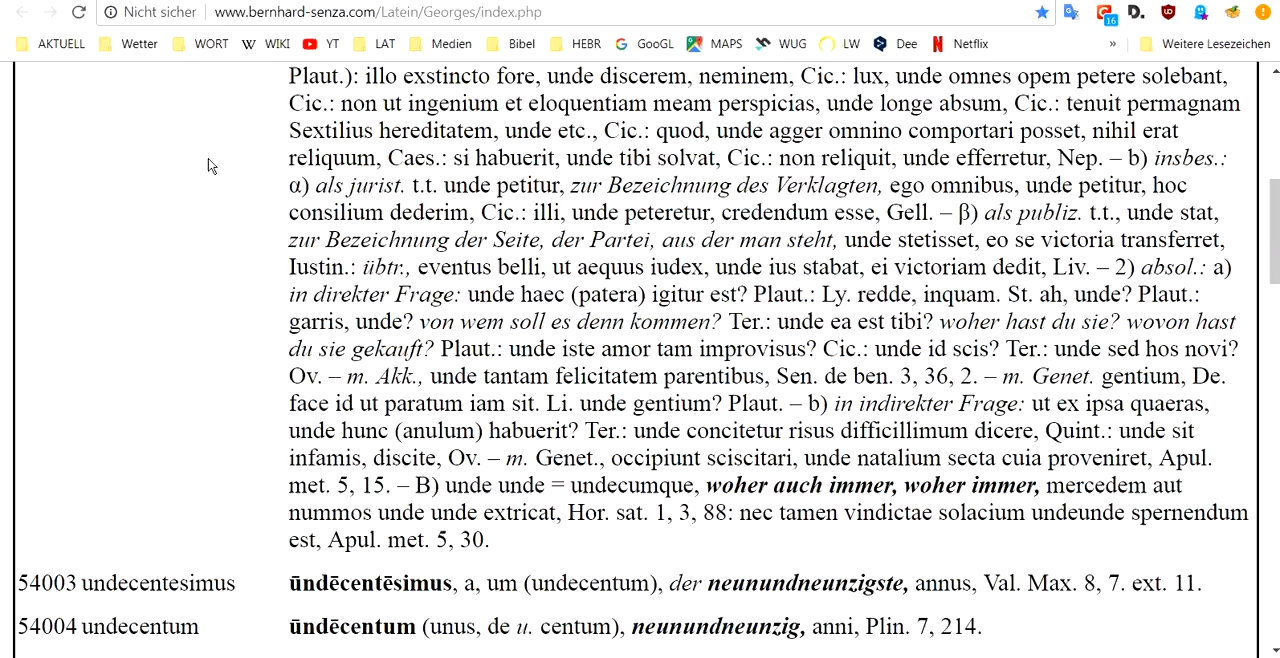 Nicht sicher | www.bernhard-senza.com/Latein/Georges/index.php
16
AKTUELL Wetter WORT WIKI YT LAT Medien Bibel HEBR GooGL MAPS WUG LW Dee Netflix » Weitere Lesezeichen
Plaut.): illo exstincto fore, unde discerem, neminem, Cic.: lux, unde omnes opem petere solebant,
Cic.: non ut ingenium et eloquentiam meam perspicias, unde longe absum, Cic.: tenuit permagnam
Sextilius hereditatem, unde etc., Cic.: quod, unde agger omnino comportari posset, nihil erat
reliquum, Caes.: si habuerit, unde tibi solvat, Cic.: non reliquit, unde efferretur, Nep. – b) insbes.:
α) als jurist. t.t. unde petitur, zur Bezeichnung des Verklagten, ego omnibus, unde petitur, hoc
consilium dederim, Cic.: illi, unde peteretur, credendum esse, Gell. – β) als publiz. t.t., unde stat,
zur Bezeichnung der Seite, der Partei, aus der man steht, unde stetisset, eo se victoria transferret,
Iustin.: übtr., eventus belli, ut aequus iudex, unde ius stabat, ei victoriam dedit, Liv. – 2) absol.: a)
in direkter Frage: unde haec (patera) igitur est? Plaut.: Ly. redde, inquam. St. ah, unde? Plaut.:
garris, unde? von wem soll es denn kommen? Ter.: unde ea est tibi? woher hast du sie? wovon hast
du sie gekauft? Plaut.: unde iste amor tam improvisus? Cic.: unde id scis? Ter.: unde sed hos novi?
Ov. – m. Akk., unde tantam felicitatem parentibus, Sen. de ben. 3, 36, 2. – m. Genet. gentium, De.
face id ut paratum iam sit. Li. unde gentium? Plaut. – b) in indirekter Frage: ut ex ipsa quaeras,
unde hunc (anulum) habuerit? Ter.: unde concitetur risus difficillimum dicere, Quint.: unde sit
infamis, discite, Ov. – m. Genet., occipiunt sciscitari, unde natalium secta cuia proveniret, Apul.
met. 5, 15. – B) unde unde = undecumque, woher auch immer, woher immer, mercedem aut
nummos unde unde extricat, Hor. sat. 1, 3, 88: nec tamen vindictae solacium undeunde spernendum
est, Apul. met. 5, 30.
54003 undecentesimus ūndēcentēsimus, a, um (undecentum), der neunundneunzigste, annus, Val. Max. 8, 7. ext. 11.
54004 undecentum ūndēcentum (unus, de u. centum), neunundneunzig, anni, Plin. 7, 214.